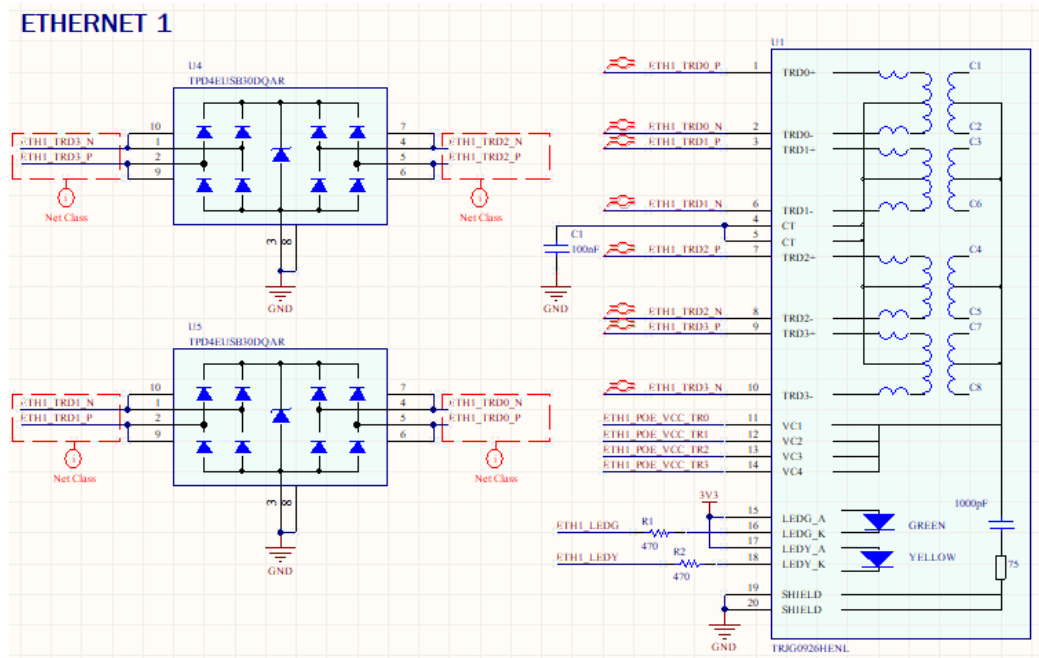 ETHERNET 1
U4
TPD4EUSB30DQAR
10
1
2
9
7
4
5
6
3
8
ETH1_TRD3_N
ETH1_TRD3_P
Net Class
ETH1_TRD2_N
ETH1_TRD2_P
Net Class
GND
U5
TPD4EUSB30DQAR
10
1
2
9
7
4
5
6
3
8
ETH1_TRD1_N
ETH1_TRD1_P
Net Class
ETH1_TRD0_N
ETH1_TRD0_P
Net Class
GND
C1
100nF
GND
U1
ETH1_TRD0_P 1 TRD0+ C1
ETH1_TRD0_N 2 TRD0- C2
ETH1_TRD1_P 3 TRD1+ C3
ETH1_TRD1_N 6 TRD1- C6
4 CT
5 CT
ETH1_TRD2_P 7 TRD2+ C4
ETH1_TRD2_N 8 TRD2- C5
ETH1_TRD3_P 9 TRD3+ C7
ETH1_TRD3_N 10 TRD3- C8
ETH1_POE_VCC_TR0 11 VC1
ETH1_POE_VCC_TR1 12 VC2
ETH1_POE_VCC_TR2 13 VC3
ETH1_POE_VCC_TR3 14 VC4
3V3
1000pF
15 LEDG_A
ETH1_LEDG R1 470 16 LEDG_K GREEN
17 LEDY_A
ETH1_LEDY R2 470 18 LEDY_K YELLOW
75
19 SHIELD
20 SHIELD
GND
TRJG0926HENL